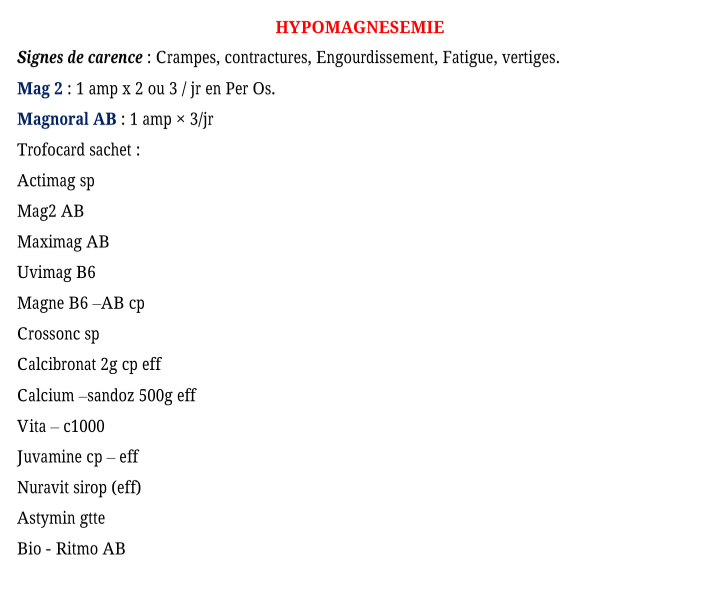 HYPOMAGNESEMIE
Signes de carence : Crampes, contractures, Engourdissement, Fatigue, vertiges.
Mag 2 : 1 amp x 2 ou 3 / jr en Per Os.
Magnoral AB : 1 amp × 3/jr
Trofocard sachet :
Actimag sp
Mag2 AB
Maximag AB
Uvimag B6
Magne B6 –AB cp
Crossonc sp
Calcibronat 2g cp eff
Calcium –sandoz 500g eff
Vita – c1000
Juvamine cp – eff
Nuravit sirop (eff)
Astymin gtte
Bio - Ritmo AB